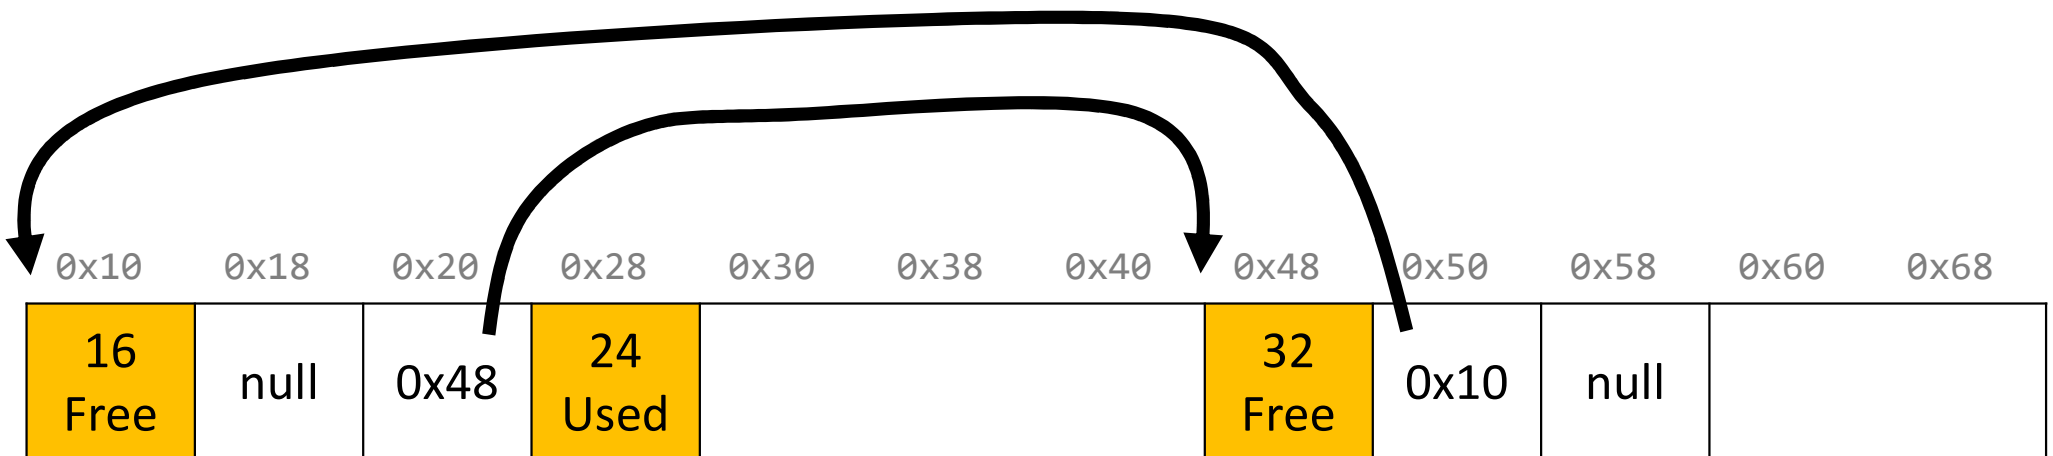 0x10 0x18 0x20 0x28 0x30 0x38 0x40 0x48 0x50 0x58 0x60 0x68
16 Free
null
0x48
24 Used
32 Free
0x10
null